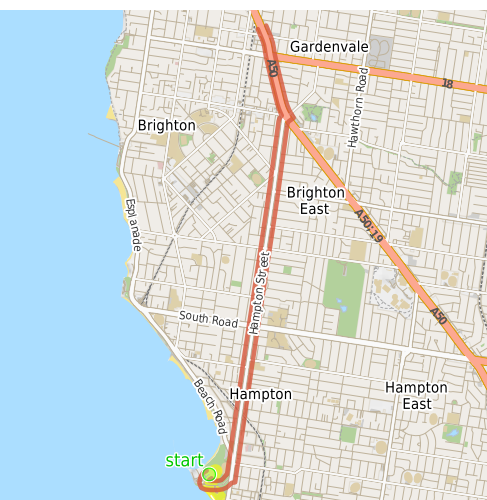 Gardenvale
A50
18
Hawthorn Road
Brighton
Brighton
East
Esplanade
A50;19
Hampton Street
South Road
A50
Beach Road
Hampton
Hampton
East
start